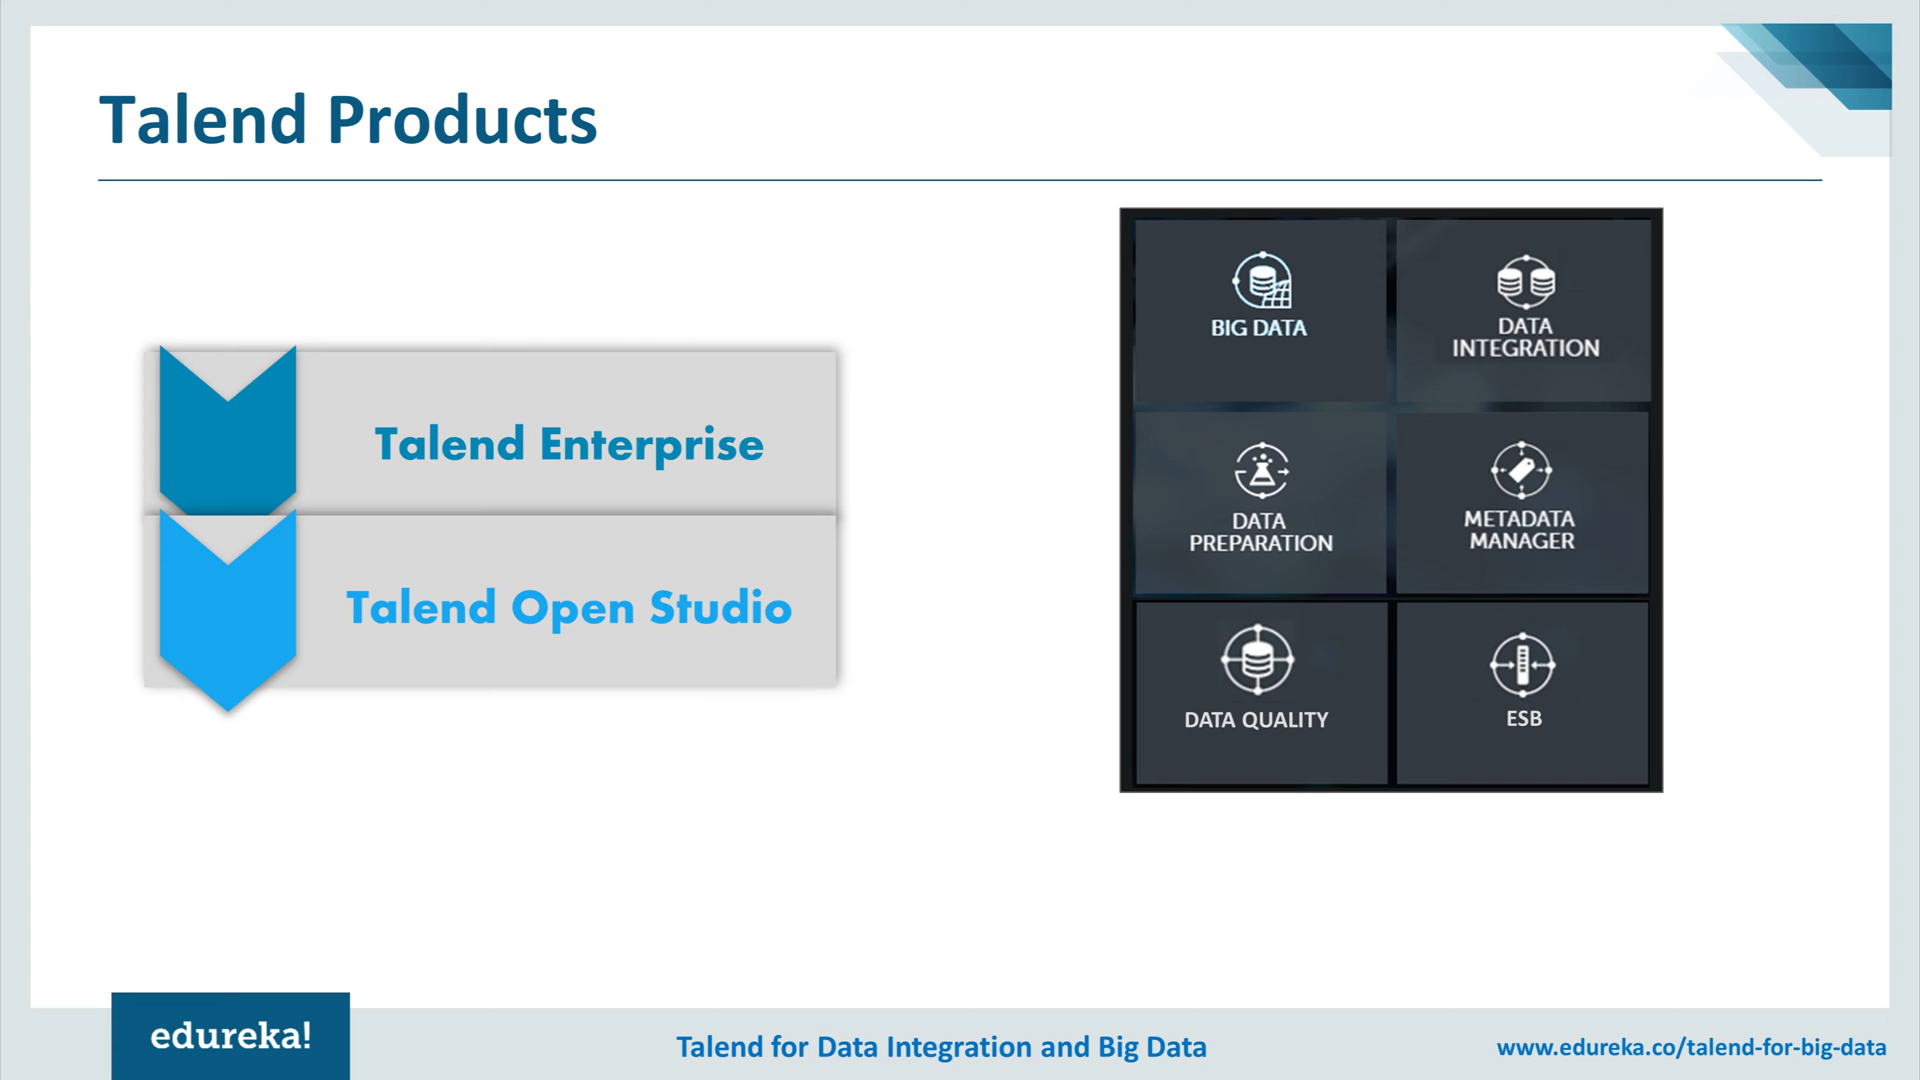 Talend Products
Talend Enterprise
Talend Open Studio
BIG DATA
DATA
INTEGRATION
DATA
PREPARATION
METADATA
MANAGER
DATA QUALITY
ESB
edureka!
Talend for Data Integration and Big Data
www.edureka.co/talend-for-big-data